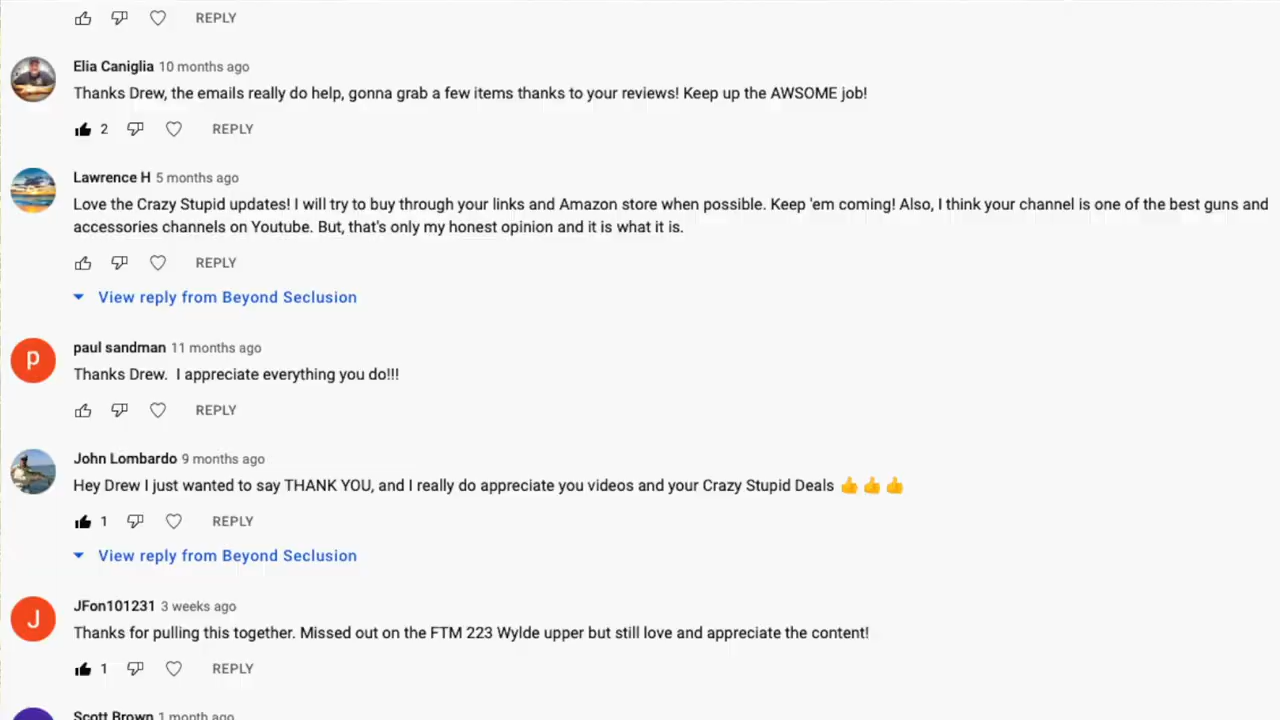 REPLY
Elia Caniglia 10 months ago
Thanks Drew, the emails really do help, gonna grab a few items thanks to your reviews! Keep up the AWSOME job!
2 REPLY
Lawrence H 5 months ago
Love the Crazy Stupid updates! I will try to buy through your links and Amazon store when possible. Keep 'em coming! Also, I think your channel is one of the best guns and
accessories channels on Youtube. But, that's only my honest opinion and it is what it is.
REPLY
View reply from Beyond Seclusion
p
paul sandman 11 months ago
Thanks Drew.  I appreciate everything you do!!!
REPLY
John Lombardo 9 months ago
Hey Drew I just wanted to say THANK YOU, and I really do appreciate you videos and your Crazy Stupid Deals 👍 👍 👍
1 REPLY
View reply from Beyond Seclusion
J
JFon101231 3 weeks ago
Thanks for pulling this together. Missed out on the FTM 223 Wylde upper but still love and appreciate the content!
1 REPLY
Scott Brown 1 month ago